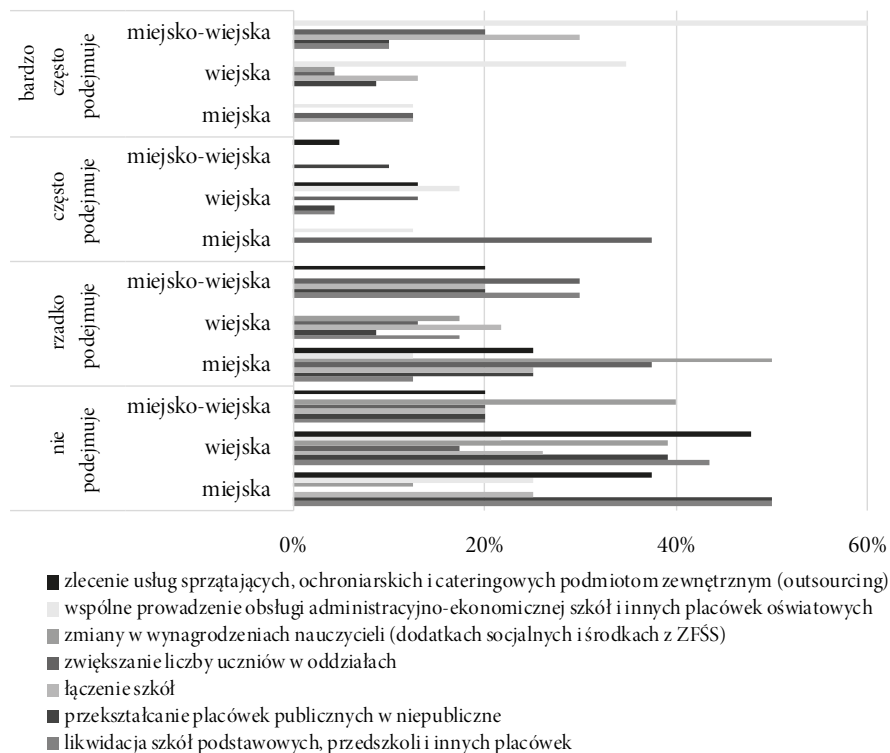 bardzo
często
podejmuje
miejsko-wiejska
wiejska
miejska
często
podejmuje
miejsko-wiejska
wiejska
miejska
rzadko
podejmuje
miejsko-wiejska
wiejska
miejska
nie
podejmuje
miejsko-wiejska
wiejska
miejska
0% 20% 40% 60%
zlecenie usług sprzątających, ochroniarskich i cateringowych podmiotom zewnętrznym (outsourcing)
wspólne prowadzenie obsługi administracyjno-ekonomicznej szkół i innych placówek oświatowych
zmiany w wynagrodzeniach nauczycieli (dodatkach socjalnych i środkach z ZFŚS)
zwiększanie liczby uczniów w oddziałach
łączenie szkół
przekształcanie placówek publicznych w niepubliczne
likwidacja szkół podstawowych, przedszkoli i innych placówek